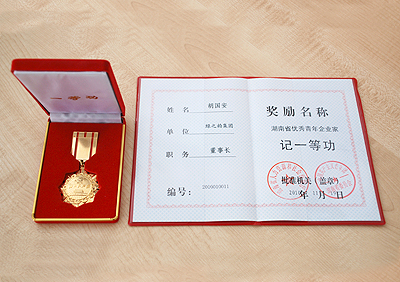 一等功
姓名 胡国安
单位 绿之韵集团
职务 董事长
编号: 2010010011
奖励名称
湖南省优秀青年企业家
记一等功
批准机关（盖章）
年 月 日